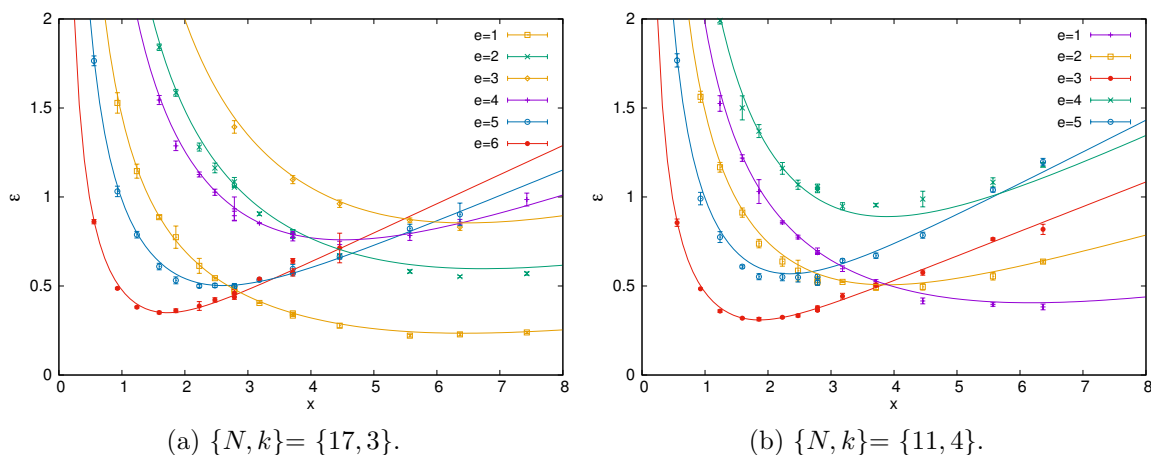 2
1.5
1
0.5
0
ε
0 1 2 3 4 5 6 7 8
x
e=1
e=2
e=3
e=4
e=5
e=6
(a) {N, k}= {17, 3}.
2
1.5
1
0.5
0
ε
0 1 2 3 4 5 6 7 8
x
e=1
e=2
e=3
e=4
e=5
(b) {N, k}= {11, 4}.